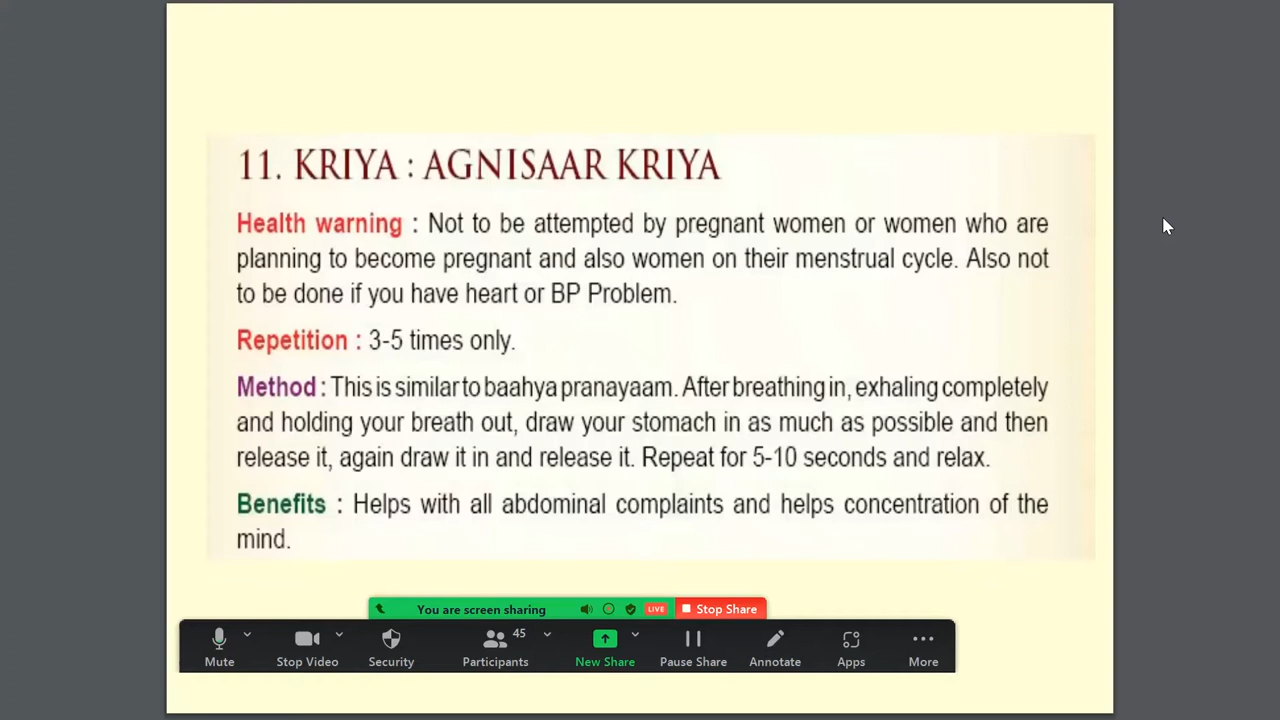 11. KRIYA : AGNISAAR KRIYA
Health warning : Not to be attempted by pregnant women or women who are
planning to become pregnant and also women on their menstrual cycle. Also not
to be done if you have heart or BP Problem.
Repetition : 3-5 times only.
Method : This is similar to baahya pranayaam. After breathing in, exhaling completely
and holding your breath out, draw your stomach in as much as possible and then
release it, again draw it in and release it. Repeat for 5-10 seconds and relax.
Benefits : Helps with all abdominal complaints and helps concentration of the
mind.
You are screen sharing LIVE Stop Share
45
Mute Stop Video Security Participants New Share Pause Share Annotate Apps More